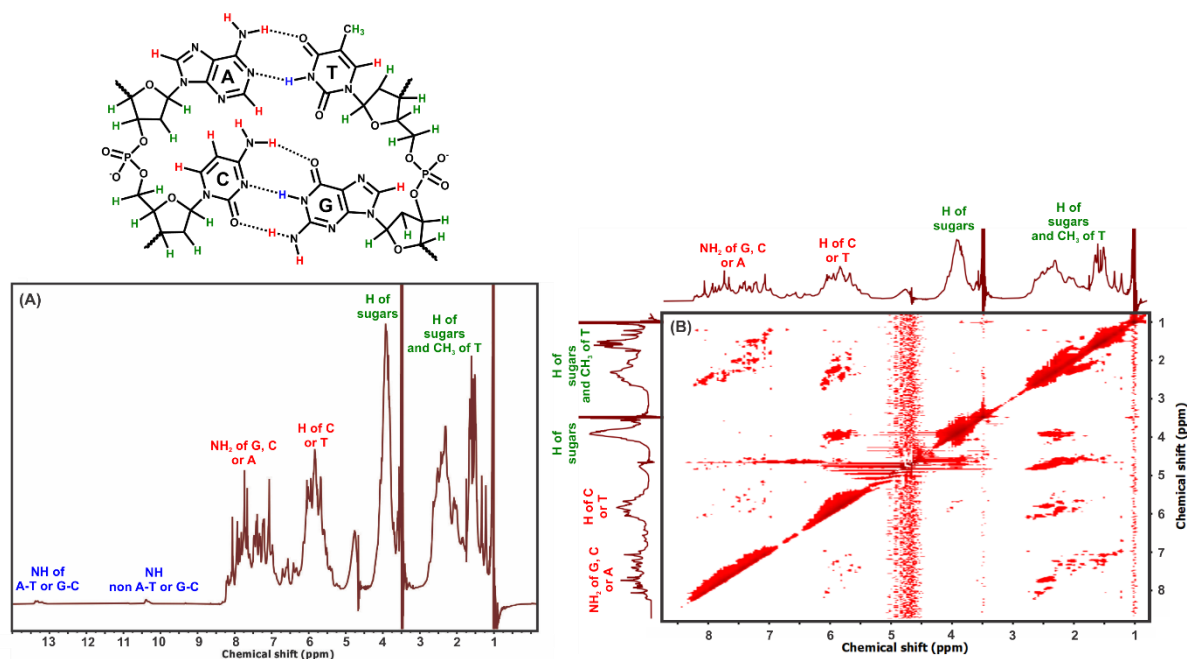 H
H
O
CH3
N
H
N
N
A
N
H
N
T
H
N
N
O
H
O
H
H
H
H
H
O
H
H
H
H
O
H
H
H
H
N
H
O
H
O
O
P
O
O-
H
C
N
H
N
G
N
H
O
P
O
O-
O
H
H
N
O
H
N
N
N
O
H
H
O
H
H
N
H
H
H
H
O
H
(A)
NH2 of G, C
or A
H of C
or T
H of
sugars
H of
sugars
and CH3 of T
NH of
A-T or G-C
NH
non A-T or G-C
13 12 11 10 9 8 7 6 5 4 3 2 1
Chemical shift (ppm)
NH2 of G, C
or A
H of C
or T
H of
sugars
H of sugars
and CH3 of T
(B)
H of
sugars
and CH3 of T
H of
sugars
H of C
or T
NH2 of G, C
or A
1
2
3
4
5
6
7
8
Chemical shift (ppm)
8 7 6 5 4 3 2 1
Chemical shift (ppm)